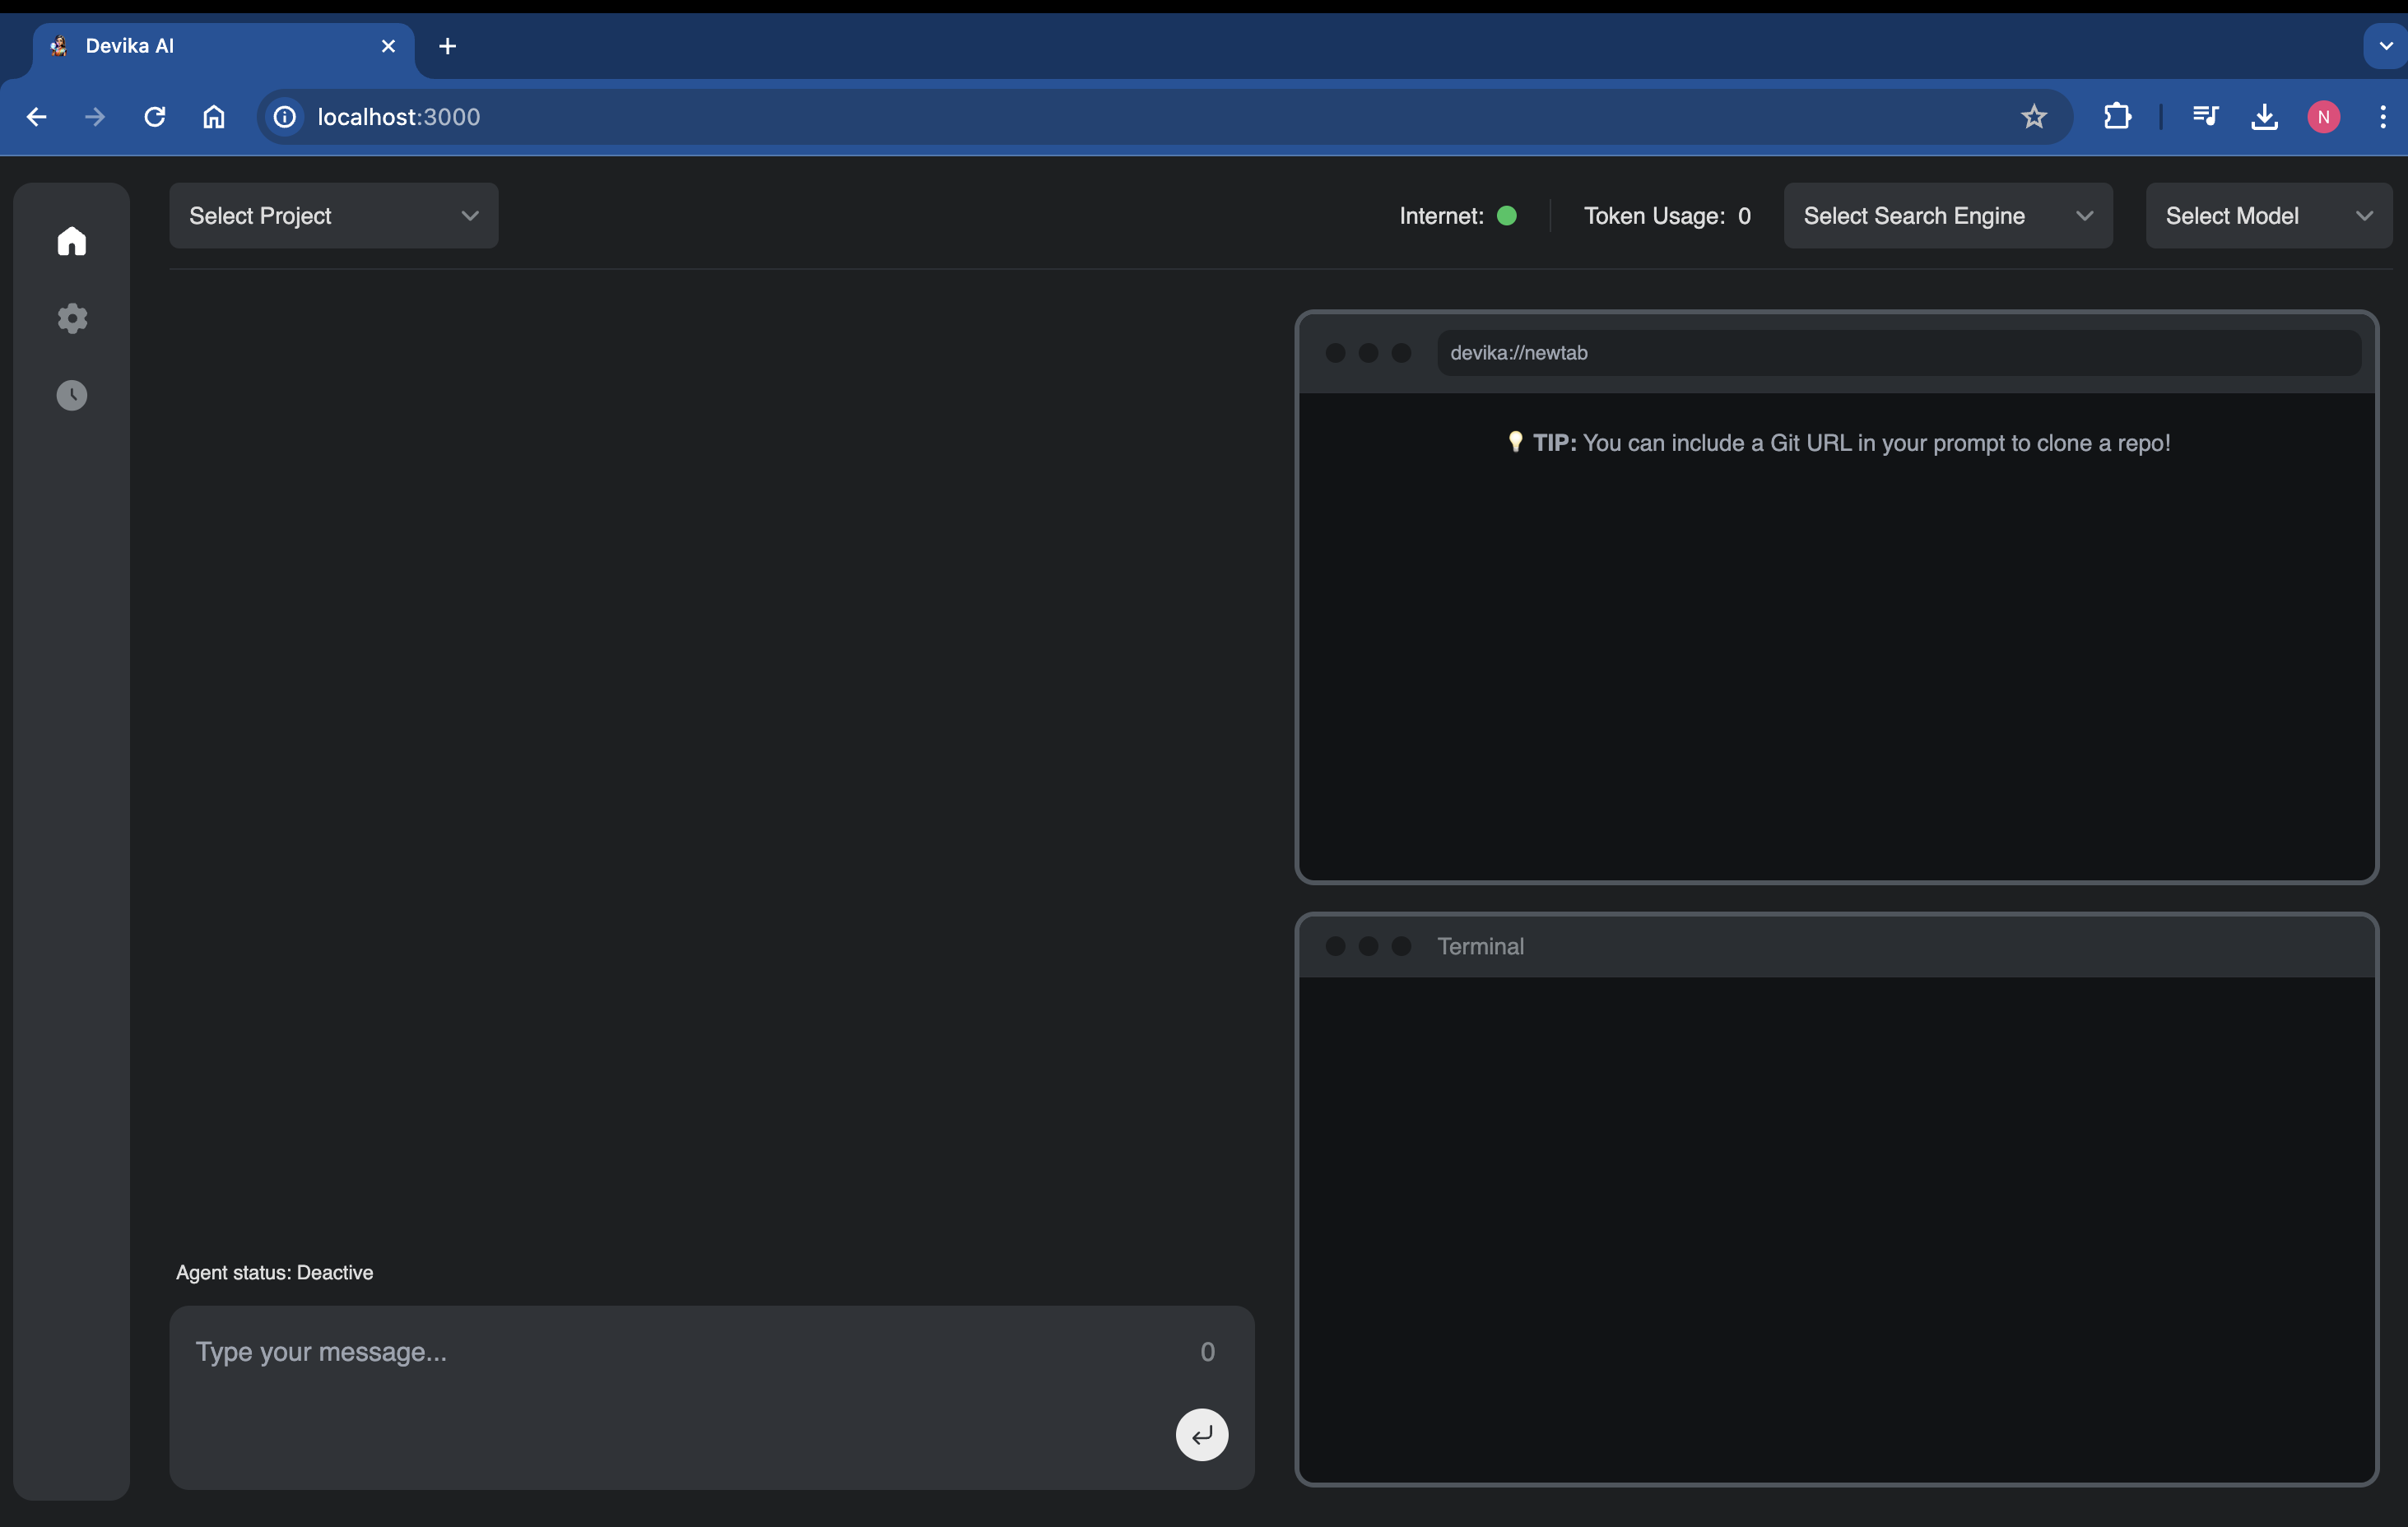 Devika AI
localhost:3000
N
Select Project
Internet:
Token Usage: 0
Select Search Engine
Select Model
devika://newtab
TIP: You can include a Git URL in your prompt to clone a repo!
Terminal
Agent status: Deactive
Type your message...
0